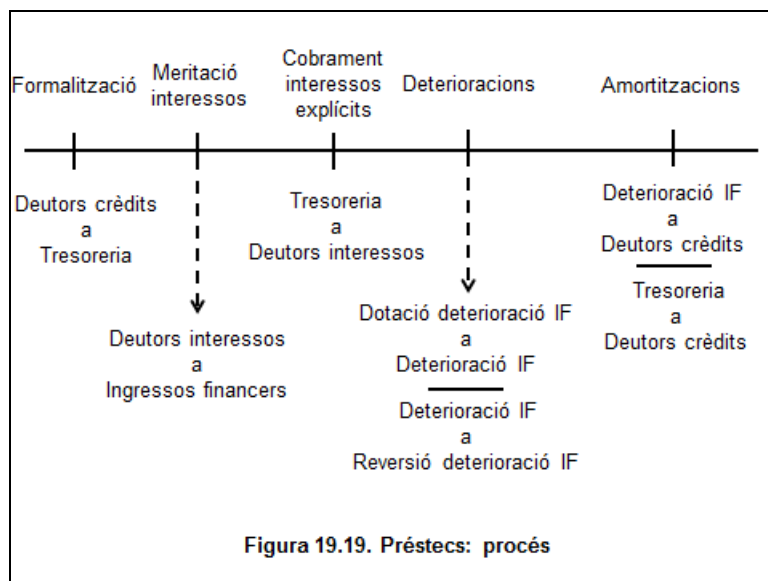 Formalització
Meritació
interessos
Cobrament
interessos
explícits
Deterioracions
Amortitzacions
Deutors crèdits
a
Tresoreria
Deutors interessos
a
Ingressos financers
Tresoreria
a
Deutors interessos
Dotació deterioració IF
a
Deterioració IF
Deterioració IF
a
Reversió deterioració IF
Deterioració IF
a
Deutors crèdits
Tresoreria
a
Deutors crèdits
Figura 19.19. Préstecs: procés